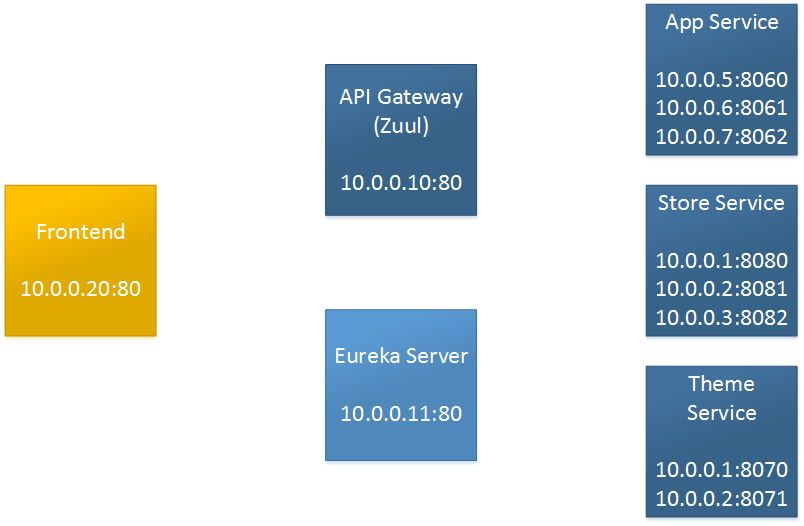 Frontend
10.0.0.20:80
API Gateway
(Zuul)
10.0.0.10:80
Eureka Server
10.0.0.11:80
App Service
10.0.0.5:8060
10.0.0.6:8061
10.0.0.7:8062
Store Service
10.0.0.1:8080
10.0.0.2:8081
10.0.0.3:8082
Theme
Service
10.0.0.1:8070
10.0.0.2:8071